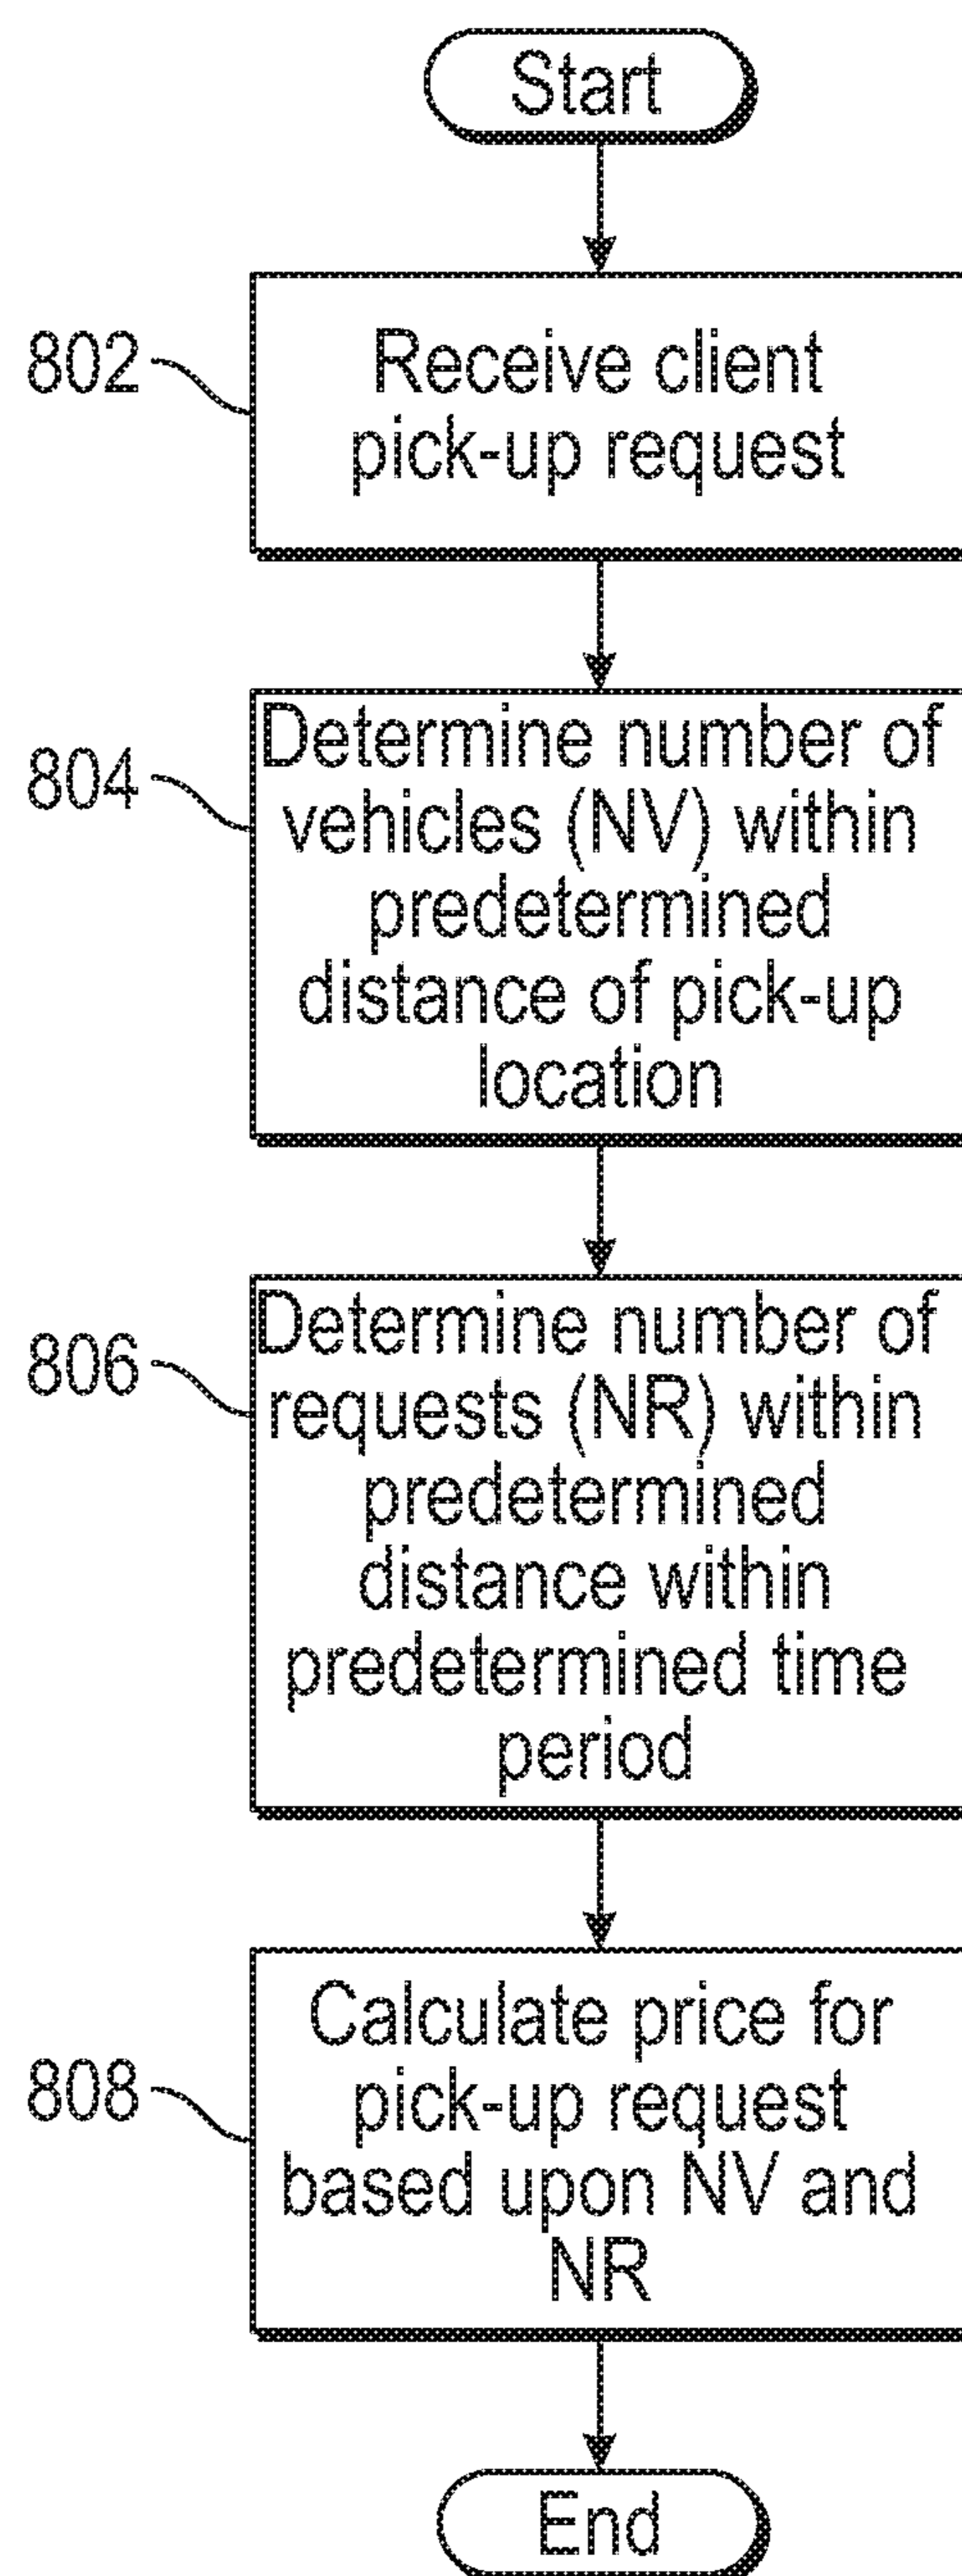 Start
802
Receive client
pick-up request
804
Determine number of
vehicles (NV) within
predetermined
distance of pick-up
location
806
Determine number of
requests (NR) within
predetermined
distance within
predetermined time
period
808
Calculate price for
pick-up request
based upon NV and
NR
End